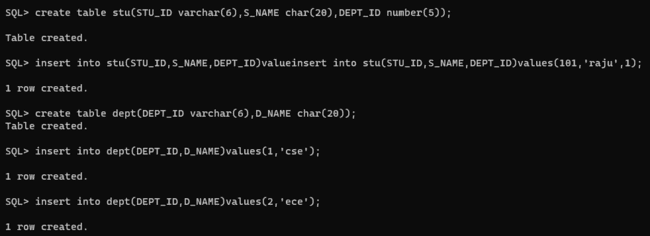 SQL> create table stu(STU_ID varchar(6),S_NAME char(20),DEPT_ID number(5));
Table created.
SQL> insert into stu(STU_ID,S_NAME,DEPT_ID)valueinsert into stu(STU_ID,S_NAME,DEPT_ID)values(101,'raju',1);
1 row created.
SQL> create table dept(DEPT_ID varchar(6),D_NAME char(20));
Table created.
SQL> insert into dept(DEPT_ID,D_NAME)values(1,'cse');
1 row created.
SQL> insert into dept(DEPT_ID,D_NAME)values(2,'ece');
1 row created.